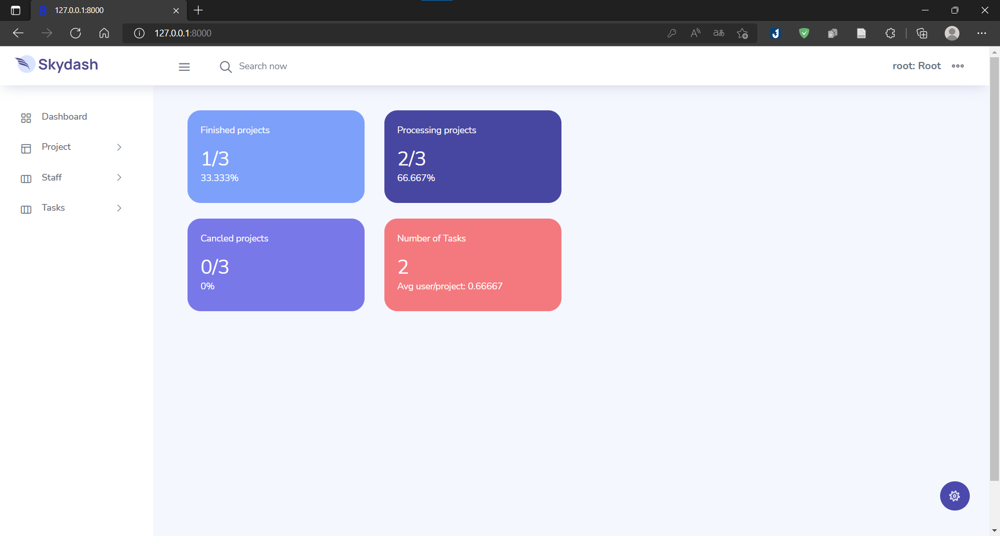 127.0.0.1:8000
127.0.0.1:8000
Skydash
Search now
root: Root
Dashboard
Project
Staff
Tasks
Finished projects
1/3
33.333%
Processing projects
2/3
66.667%
Cancled projects
0/3
0%
Number of Tasks
2
Avg user/project: 0.66667